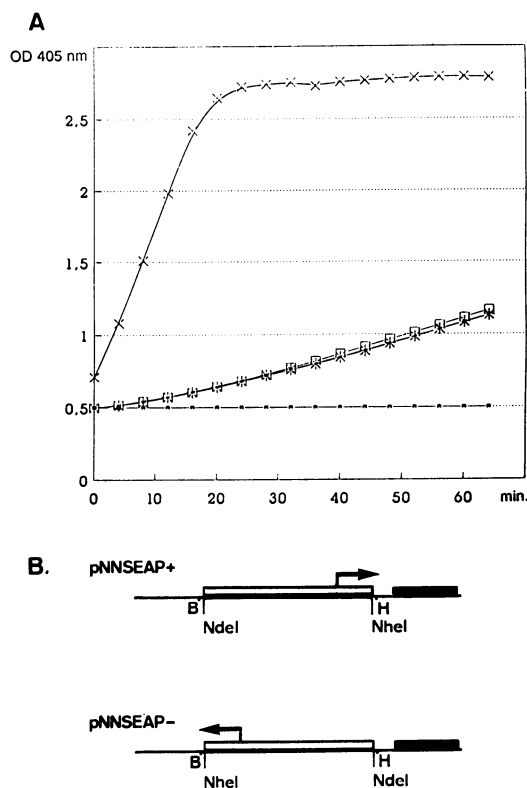 A
OD 405 nm
2.5
2
1.5
1
0.5
0
0 10 20 30 40 50 60 min.
B.
pNNSEAP+
B H
NdeI NheI
pNNSEAP−
B H
NheI NdeI